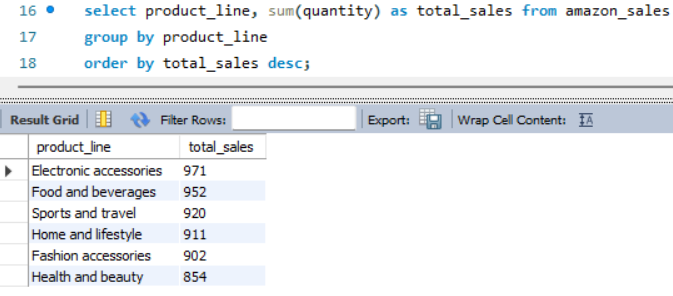 16 select product_line, sum(quantity) as total_sales from amazon_sales
17 group by product_line
18 order by total_sales desc;
Result Grid Filter Rows: Export: Wrap Cell Content: IA
product_line total_sales
Electronic accessories 971
Food and beverages 952
Sports and travel 920
Home and lifestyle 911
Fashion accessories 902
Health and beauty 854